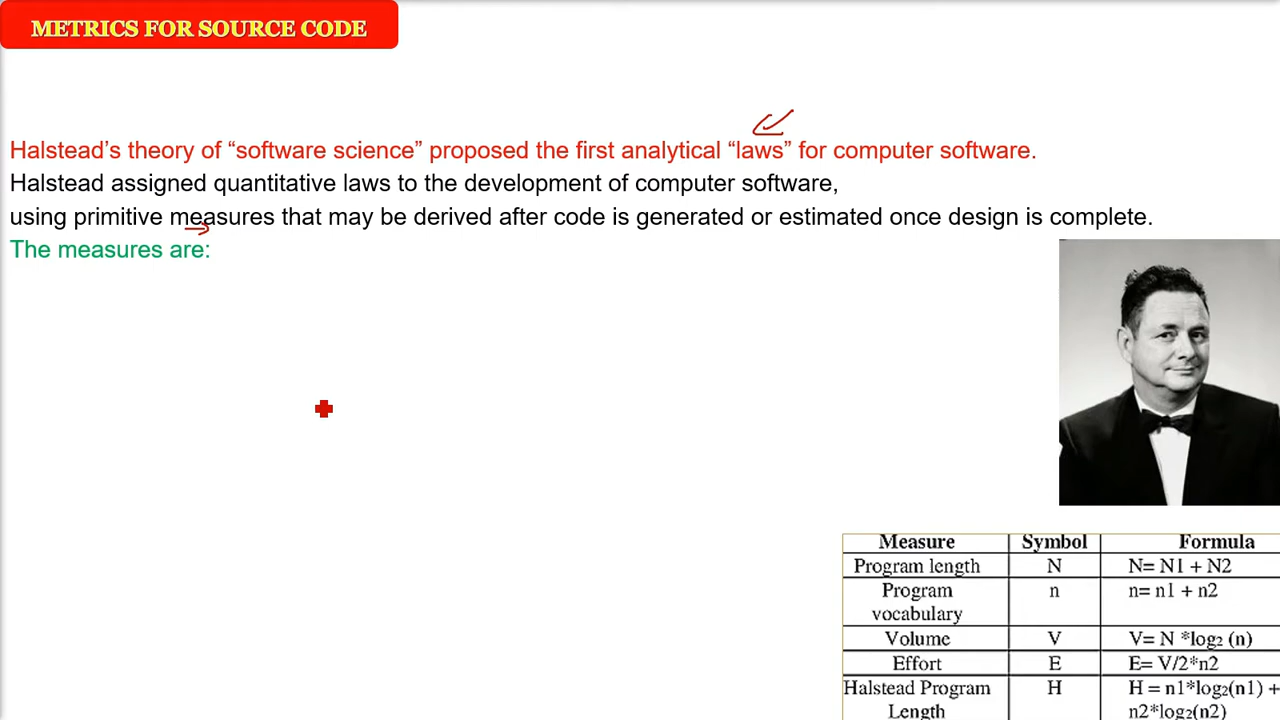 METRICS FOR SOURCE CODE
Halstead's theory of “software science” proposed the first analytical “laws” for computer software.
Halstead assigned quantitative laws to the development of computer software,
using primitive measures that may be derived after code is generated or estimated once design is complete.
The measures are:
Measure Symbol Formula
Program length N N= N1 + N2
Program n n= n1 + n2
vocabulary
Volume V V= N *log₂ (n)
Effort E E= V/2*n2
Halstead Program H H = n1*log₂(n1) +
Length n2*log₂(n2)